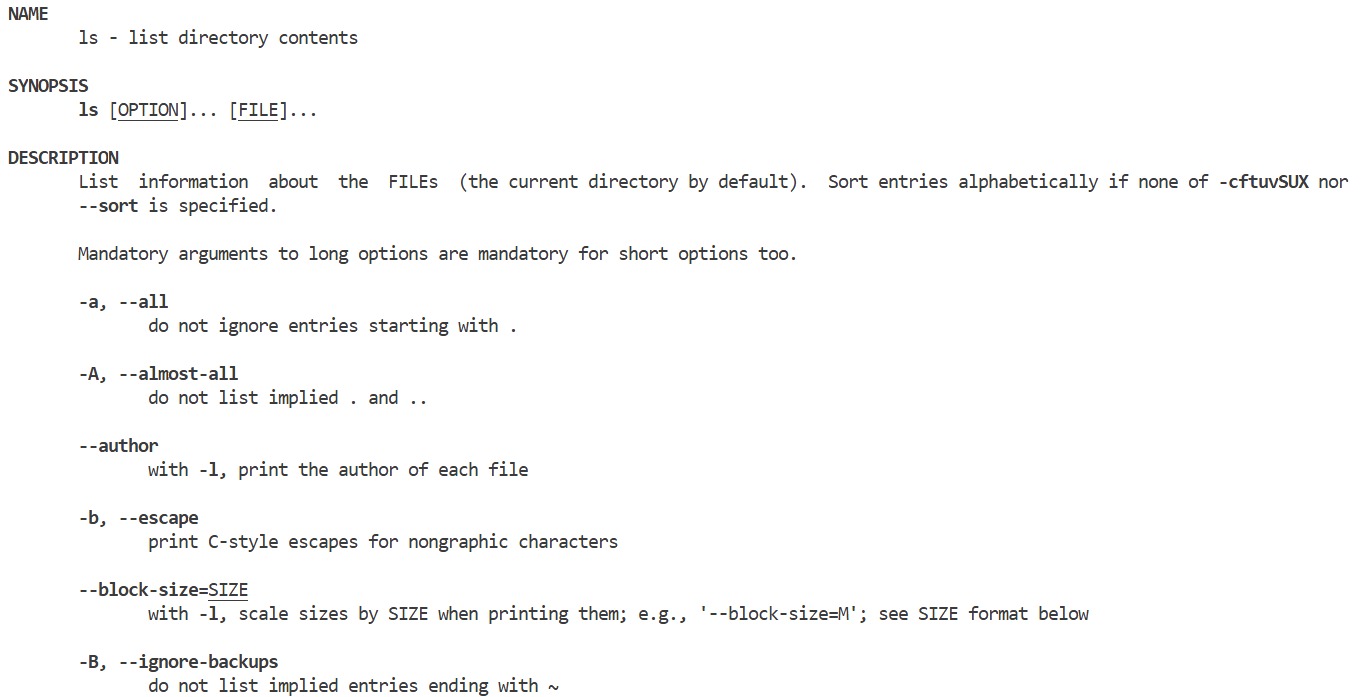 NAME
ls - list directory contents
SYNOPSIS
ls [OPTION]... [FILE]...
DESCRIPTION
List information about the FILEs (the current directory by default). Sort entries alphabetically if none of -cftuvSUX nor
--sort is specified.
Mandatory arguments to long options are mandatory for short options too.
-a, --all
do not ignore entries starting with .
-A, --almost-all
do not list implied . and ..
--author
with -l, print the author of each file
-b, --escape
print C-style escapes for nongraphic characters
--block-size=SIZE
with -l, scale sizes by SIZE when printing them; e.g., '--block-size=M'; see SIZE format below
-B, --ignore-backups
do not list implied entries ending with ~